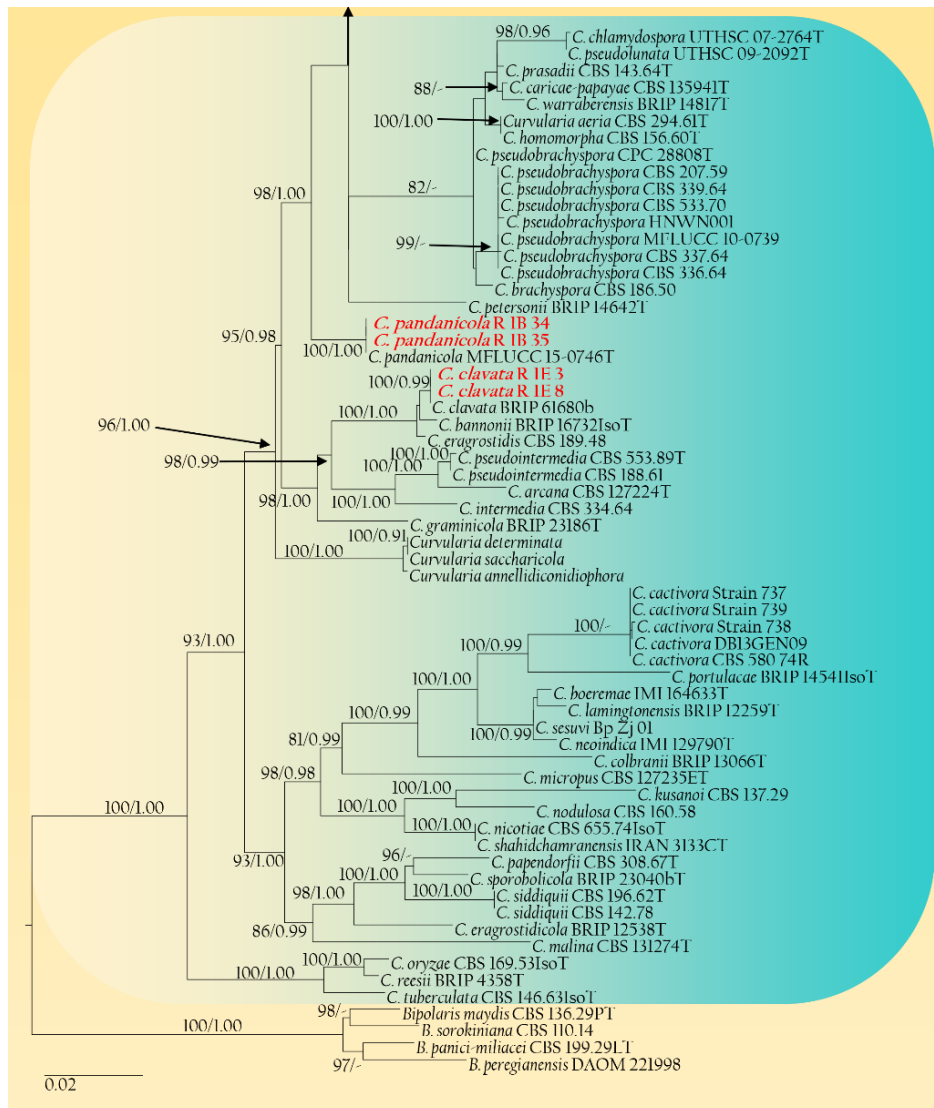 98/0.96
C. chlamydospora UTHSC 07-2764T
C. pseudolunata UTHSC 09-2092T
C. prasadii CBS 143.64T
88/-
C. caricae-papayae CBS 135941T
C. warraberensis BRIP 14817T
100/1.00
Curvularia aeria CBS 294.61T
C. homomorpha CBS 156.60T
C. pseudobrachyspora CPC 28808T
C. pseudobrachyspora CBS 207.59
98/1.00
82/-
C. pseudobrachyspora CBS 339.64
C. pseudobrachyspora CBS 533.70
C. pseudobrachyspora HNWN001
99/-
C. pseudobrachyspora MFLUCC 10-0739
C. pseudobrachyspora CBS 337.64
C. pseudobrachyspora CBS 336.64
C. brachyspora CBS 186.50
C. petersonii BRIP 14642T
C. pandanicola R IB 34
95/0.98
C. pandanicola R IB 35
100/1.00
C. pandanicola MFLUCC 15-0746T
C. clavata R IE 3
100/0.99
C. clavata R IE 8
C. clavata BRIP 61680b
96/1.00
100/1.00
C. bannonii BRIP 16732IsoT
C. eragrostidis CBS 189.48
98/0.99
100/1.00
C. pseudointermedia CBS 553.89T
100/1.00
C. pseudointermedia CBS 188.61
98/1.00
100/1.00
C. arcana CBS 127224T
C. intermedia CBS 334.64
C. graminicola BRIP 23186T
100/0.91
Curvularia determinata
100/1.00
Curvularia saccharicola
Curvularia annellidiconidiophora
C. cactivora Strain 737
C. cactivora Strain 739
100/-
C. cactivora Strain 738
93/1.00
100/0.99
C. cactivora DB13GEN09
C. cactivora CBS 580 74R
100/1.00
C. portulacae BRIP 14541IsoT
C. boeremae IMI 164633T
C. lamingtonensis BRIP 12259T
100/0.99
C. sesuvi Bp Zj 01
100/0.99
C. neoindica IMI 129790T
81/0.99
C. colbranii BRIP 13066T
98/0.98
C. micropus CBS 127235ET
C. kusanoi CBS 137.29
100/1.00
100/1.00
C. nodulosa CBS 160.58
100/1.00
C. nicotiae CBS 655.74IsoT
C. shahidchamranensis IRAN 3133CT
93/1.00
96/-
C. papendorfii CBS 308.67T
C. sporobolicola BRIP 23040bT
98/1.00
100/1.00
C. siddiquii CBS 196.62T
C. siddiquii CBS 142.78
86/0.99
C. eragrostidicola BRIP 12538T
C. malina CBS 131274T
100/1.00
C. oryzae CBS 169.53IsoT
100/1.00
C. reesii BRIP 4358T
C. tuberculata CBS 146.63IsoT
98/-
Bipolaris maydis CBS 136.29PT
100/1.00
B. sorokiniana CBS 110.14
B. panici-miliacei CBS 199.29LT
97/-
B. peregianensis DAOM 221998
0.02